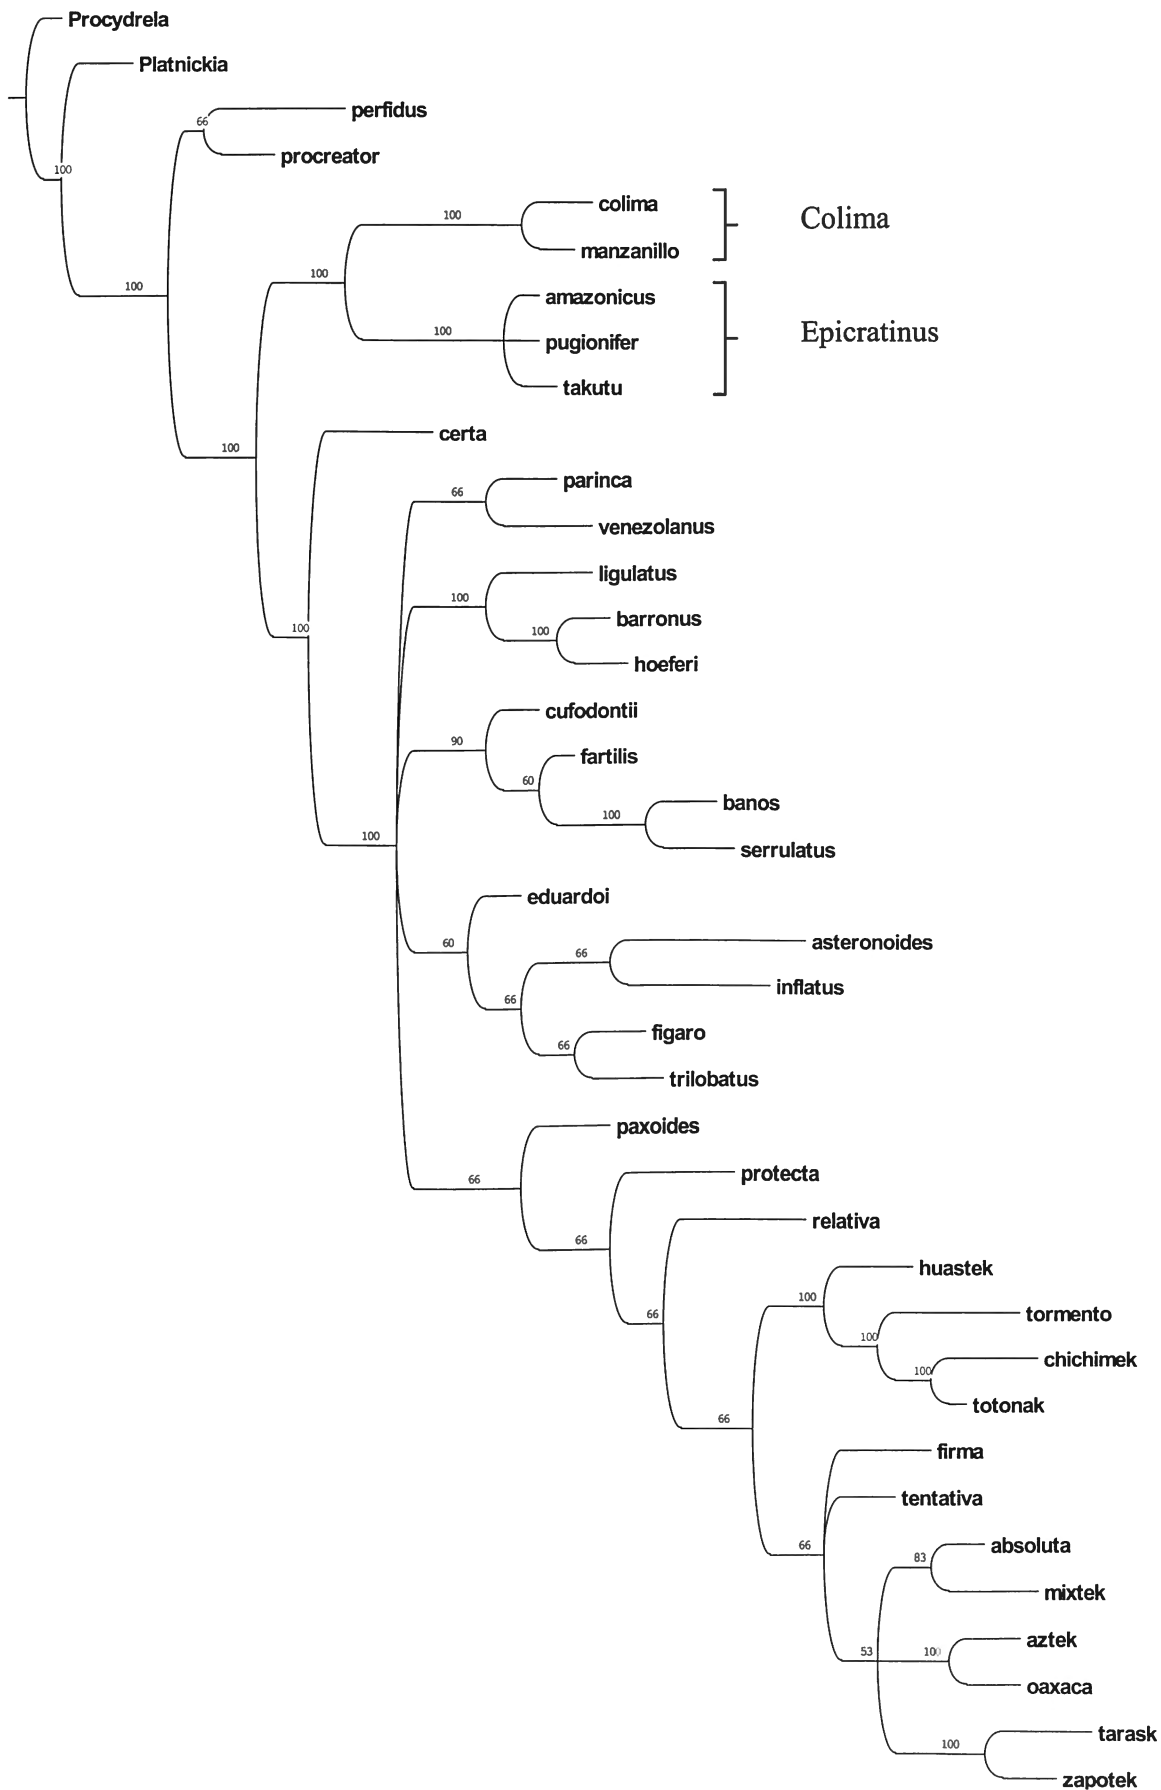 Procydrela
Platnickia
perfidus
66
procreator
100
colima
100
Colima
manzanillo
100
100
amazonicus
100
pugionifer
Epicratinus
takutu
certa
100
parinca
66
venezolanus
ligulatus
100
barronus
100
100
hoeferi
cufodontii
90
fartilis
60
banos
100
100
serrulatus
eduardoi
asteronoides
60
66
inflatus
66
figaro
66
trilobatus
paxoides
protecta
66
relativa
66
huastek
100
tormento
66
100
chichimek
100
totonak
66
firma
tentativa
absoluta
66
83
mixtek
aztek
53
100
oaxaca
tarask
100
zapotek